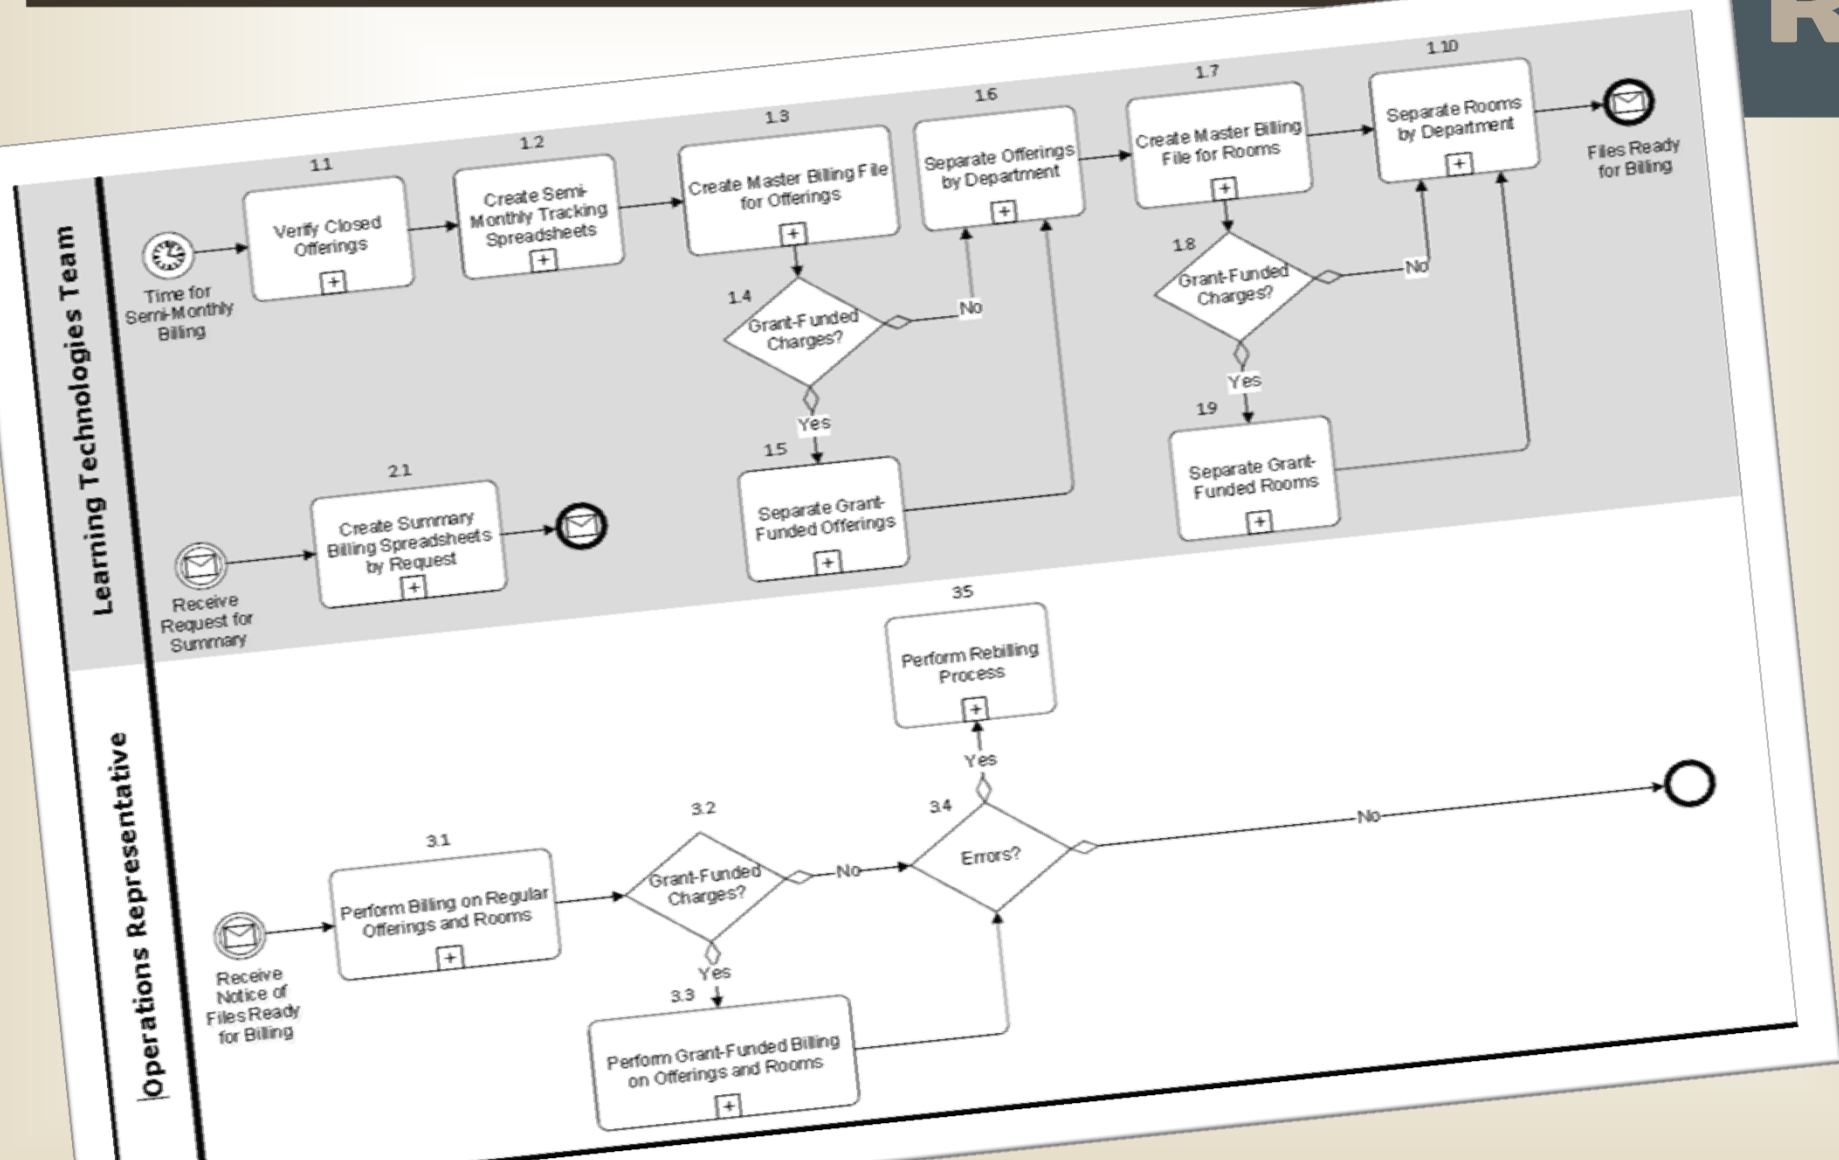 R
Learning Technologies Team
Time for
Semi-Monthly
Billing
1.1
Verify Closed
Offerings
1.2
Create Semi-
Monthly Tracking
Spreadsheets
1.3
Create Master Billing File
for Offerings
1.4
Grant-Funded
Charges?
No
Yes
1.5
Separate Grant-
Funded Offerings
1.6
Separate Offerings
by Department
1.7
Create Master Billing
File for Rooms
1.8
Grant-Funded
Charges?
No
Yes
1.9
Separate Grant-
Funded Rooms
1.10
Separate Rooms
by Department
Files Ready
for Billing
Receive
Request for
Summary
2.1
Create Summary
Billing Spreadsheets
by Request
Operations Representative
Receive
Notice of
Files Ready
for Billing
3.1
Perform Billing on Regular
Offerings and Rooms
3.2
Grant-Funded
Charges?
No
Yes
3.3
Perform Grant-Funded Billing
on Offerings and Rooms
3.4
Errors?
Yes
No
3.5
Perform Rebilling
Process